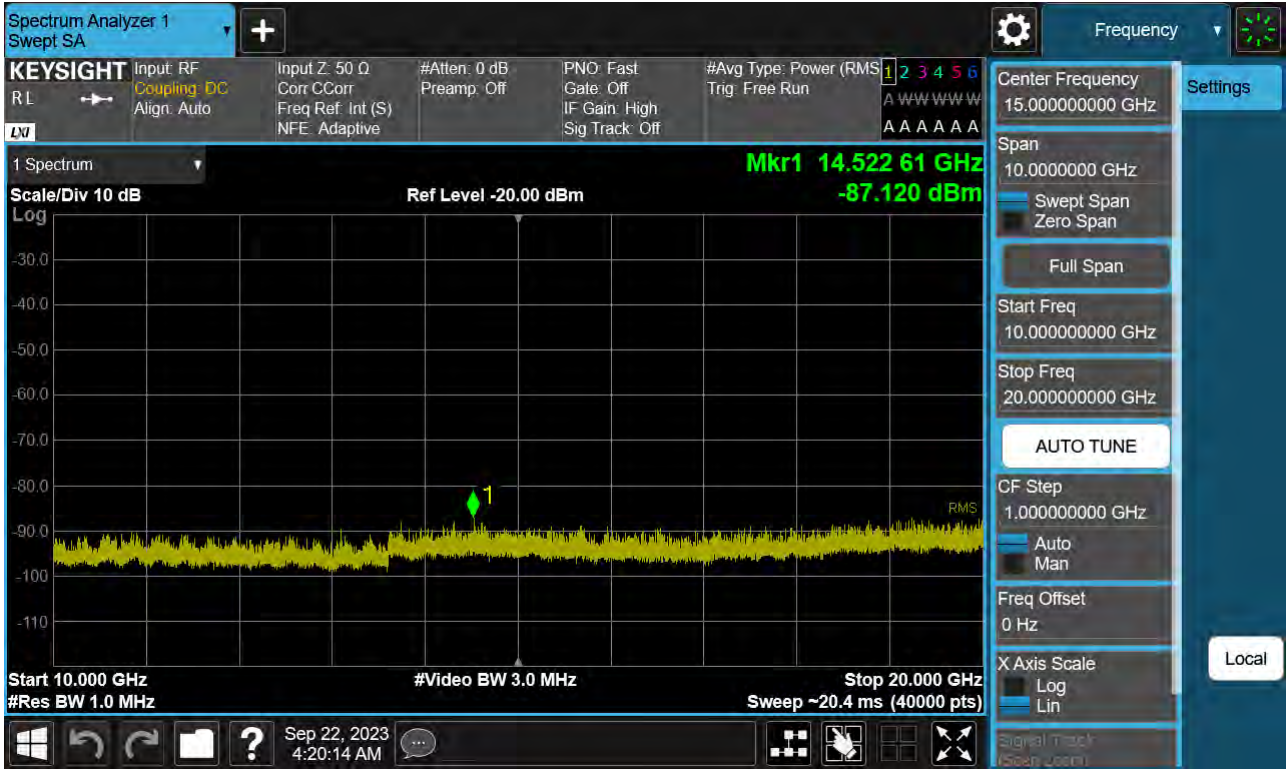 Spectrum Analyzer 1
Swept SA
Frequency
KEYSIGHT
R L
LXI
Input: RF
Coupling: DC
Align: Auto
Input Z: 50 Ω
Corr CCorr
Freq Ref: Int (S)
NFE: Adaptive
#Atten: 0 dB
Preamp: Off
PNO: Fast
Gate: Off
IF Gain: High
Sig Track: Off
#Avg Type: Power (RMS
Trig: Free Run
1 2 3 4 5 6
A W W W W W
A A A A A A
1 Spectrum
Scale/Div 10 dB
Log
Ref Level -20.00 dBm
Mkr1 14.522 61 GHz
-87.120 dBm
-30.0
-40.0
-50.0
-60.0
-70.0
-80.0
-90.0
-100
-110
1
RMS
Start 10.000 GHz
#Res BW 1.0 MHz
#Video BW 3.0 MHz
Stop 20.000 GHz
Sweep ~20.4 ms (40000 pts)
Center Frequency
15.000000000 GHz
Span
10.0000000 GHz
Swept Span
Zero Span
Full Span
Start Freq
10.000000000 GHz
Stop Freq
20.000000000 GHz
AUTO TUNE
CF Step
1.000000000 GHz
Auto
Man
Freq Offset
0 Hz
X Axis Scale
Log
Lin
Signal Track
(Span Zoom)
Settings
Local
?
Sep 22, 2023
4:20:14 AM